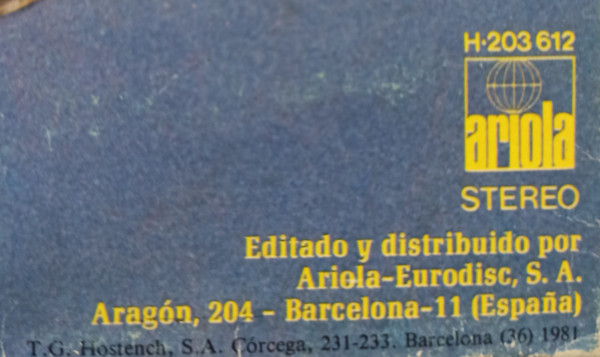 H·203 612
ariola
STEREO
Editado y distribuido por
Ariola-Eurodisc, S. A.
Aragón, 204 - Barcelona-11 (España)
T.G. Hostench, S.A. Córcega, 231-233. Barcelona (36) 1981